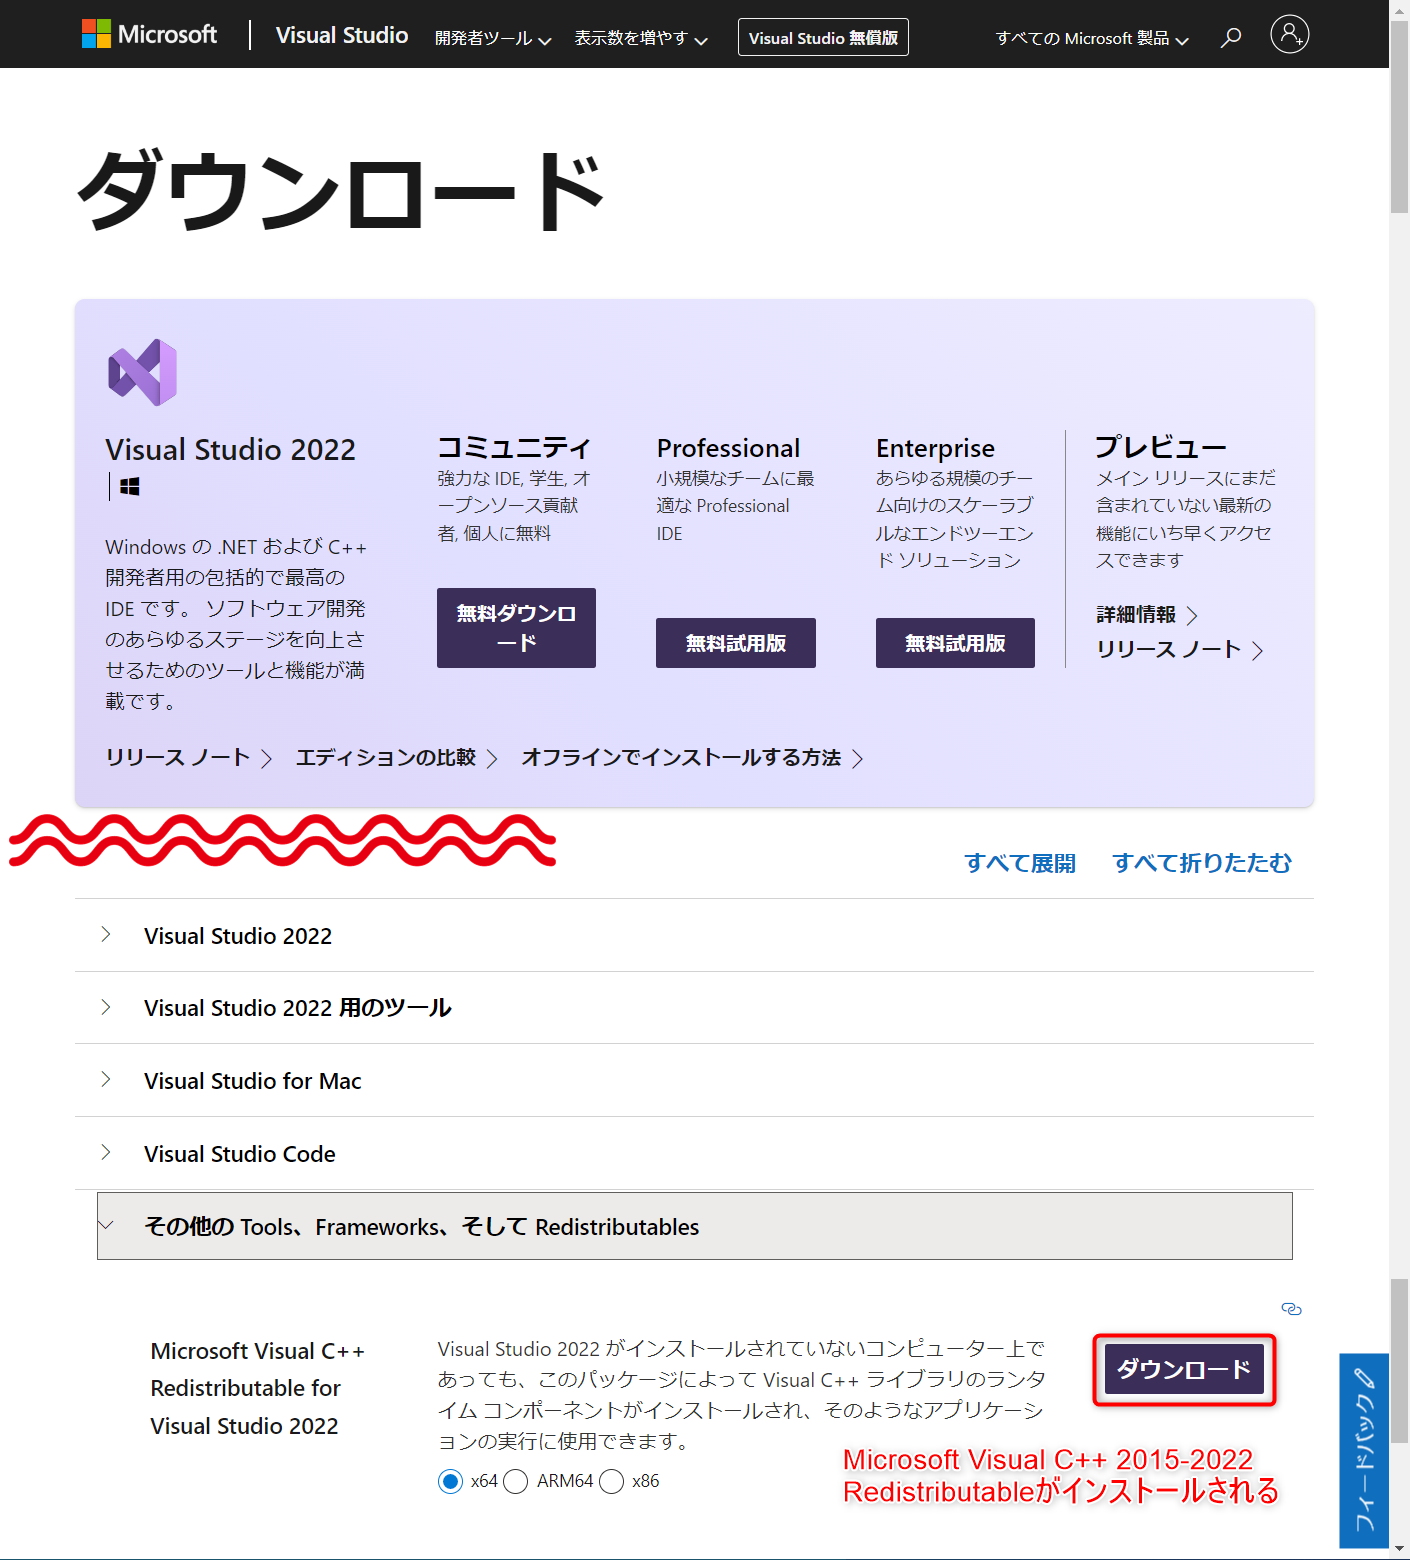 Microsoft
Visual Studio
開発者ツール
表示数を増やす
Visual Studio 無償版
すべての Microsoft 製品
ダウンロード
Visual Studio 2022
Windows の .NET および C++
開発者用の包括的で最高の
IDE です。 ソフトウェア開発
のあらゆるステージを向上さ
せるためのツールと機能が満
載です。
コミュニティ
強力な IDE, 学生, オ
ープンソース貢献
者, 個人に無料
無料ダウンロ
ード
Professional
小規模なチームに最
適な Professional
IDE
無料試用版
Enterprise
あらゆる規模のチー
ム向けのスケーラブ
ルなエンドツーエン
ド ソリューション
無料試用版
プレビュー
メイン リリースにまだ
含まれていない最新の
機能にいち早くアクセ
スできます
詳細情報
リリース ノート
リリース ノート
エディションの比較
オフラインでインストールする方法
すべて展開
すべて折りたたむ
Visual Studio 2022
Visual Studio 2022 用のツール
Visual Studio for Mac
Visual Studio Code
その他の Tools、Frameworks、そして Redistributables
Microsoft Visual C++
Redistributable for
Visual Studio 2022
Visual Studio 2022 がインストールされていないコンピューター上で
あっても、このパッケージによって Visual C++ ライブラリのランタ
イム コンポーネントがインストールされ、そのようなアプリケーシ
ョンの実行に使用できます。
x64
ARM64
x86
ダウンロード
Microsoft Visual C++ 2015-2022
Redistributableがインストールされる
フィードバック